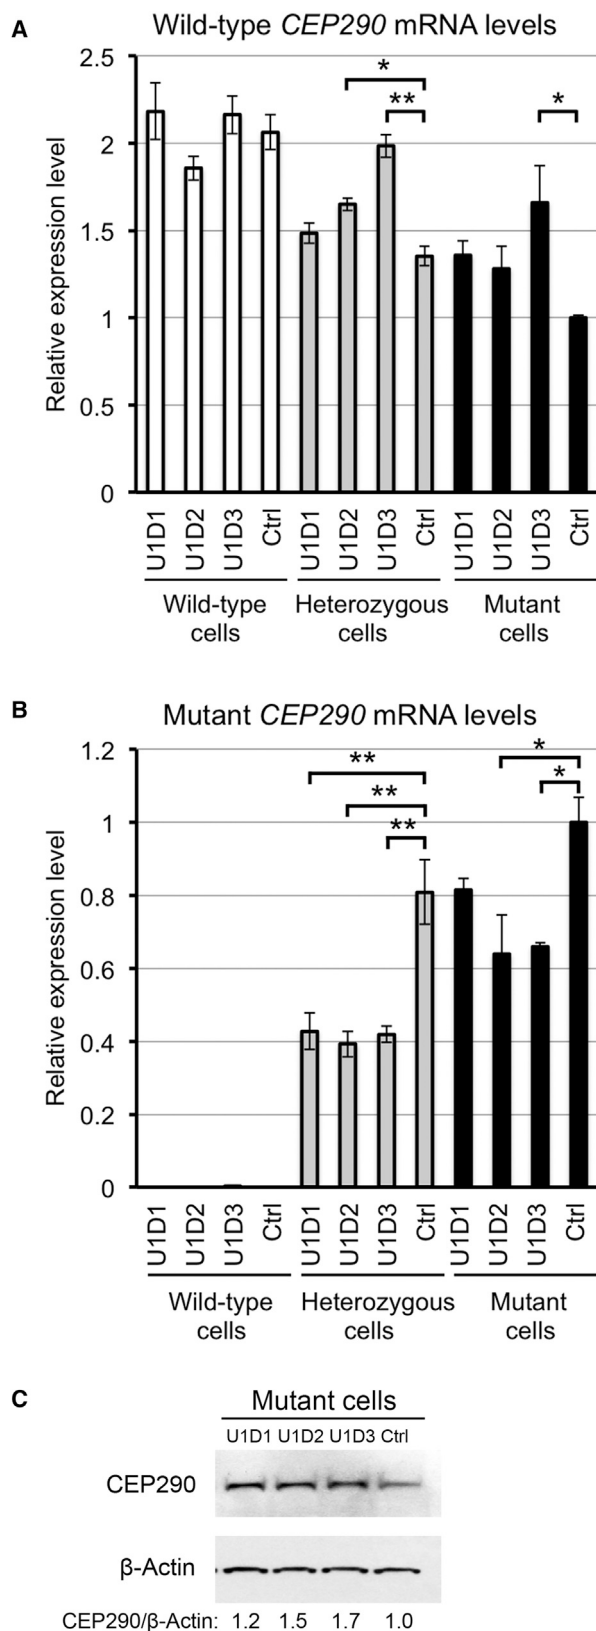 A
Wild-type CEP290 mRNA levels
2.5
2
1.5
1
0.5
0
Relative expression level
* ** *
U1D1 U1D2 U1D3 Ctrl U1D1 U1D2 U1D3 Ctrl U1D1 U1D2 U1D3 Ctrl
Wild-type Heterozygous Mutant
cells cells cells
B
Mutant CEP290 mRNA levels
1.2
1
0.8
0.6
0.4
0.2
0
Relative expression level
** ** ** * *
U1D1 U1D2 U1D3 Ctrl U1D1 U1D2 U1D3 Ctrl U1D1 U1D2 U1D3 Ctrl
Wild-type Heterozygous Mutant
cells cells cells
C
Mutant cells
U1D1 U1D2 U1D3 Ctrl
CEP290
β-Actin
CEP290/β-Actin: 1.2 1.5 1.7 1.0